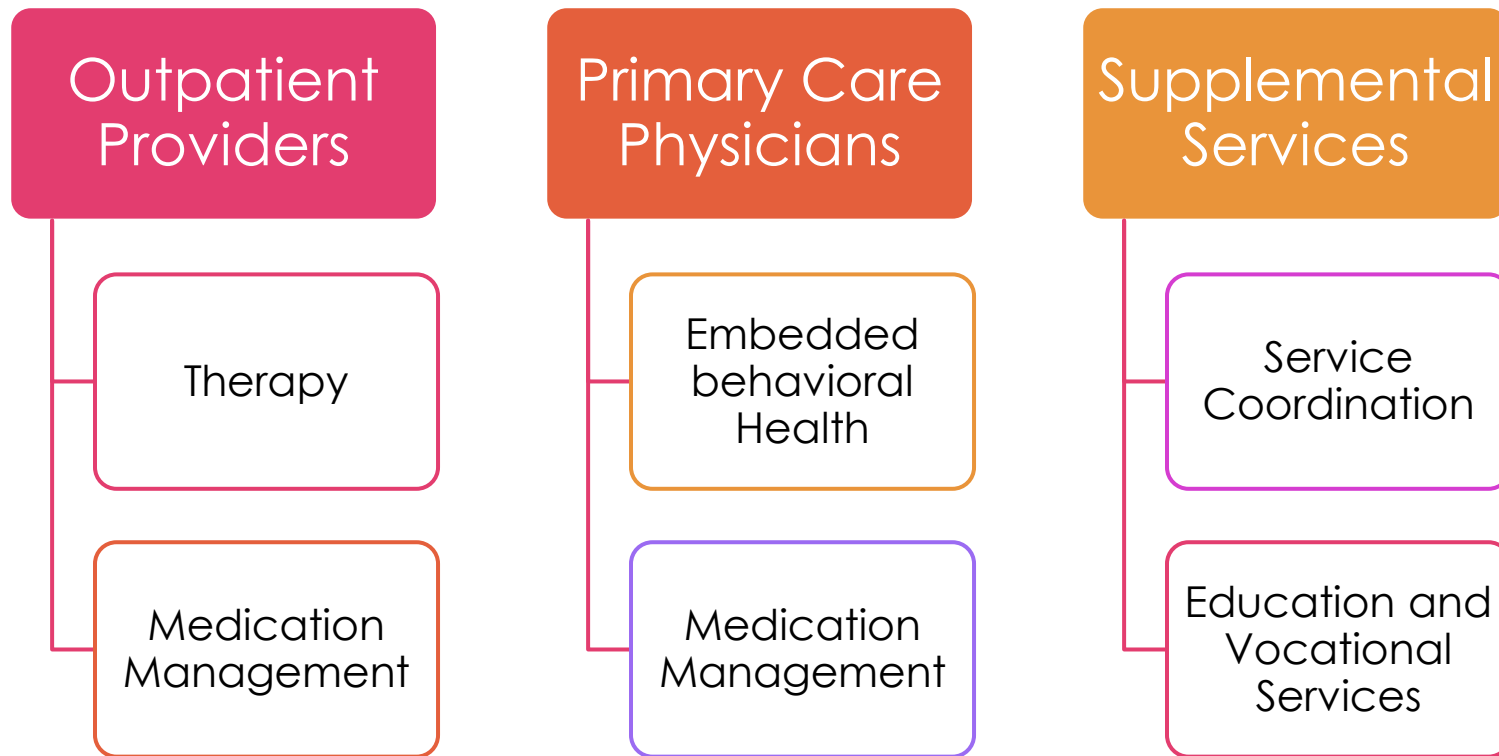 Outpatient
Providers
Therapy
Medication
Management
Primary Care
Physicians
Embedded
behavioral
Health
Medication
Management
Supplemental
Services
Service
Coordination
Education and
Vocational
Services